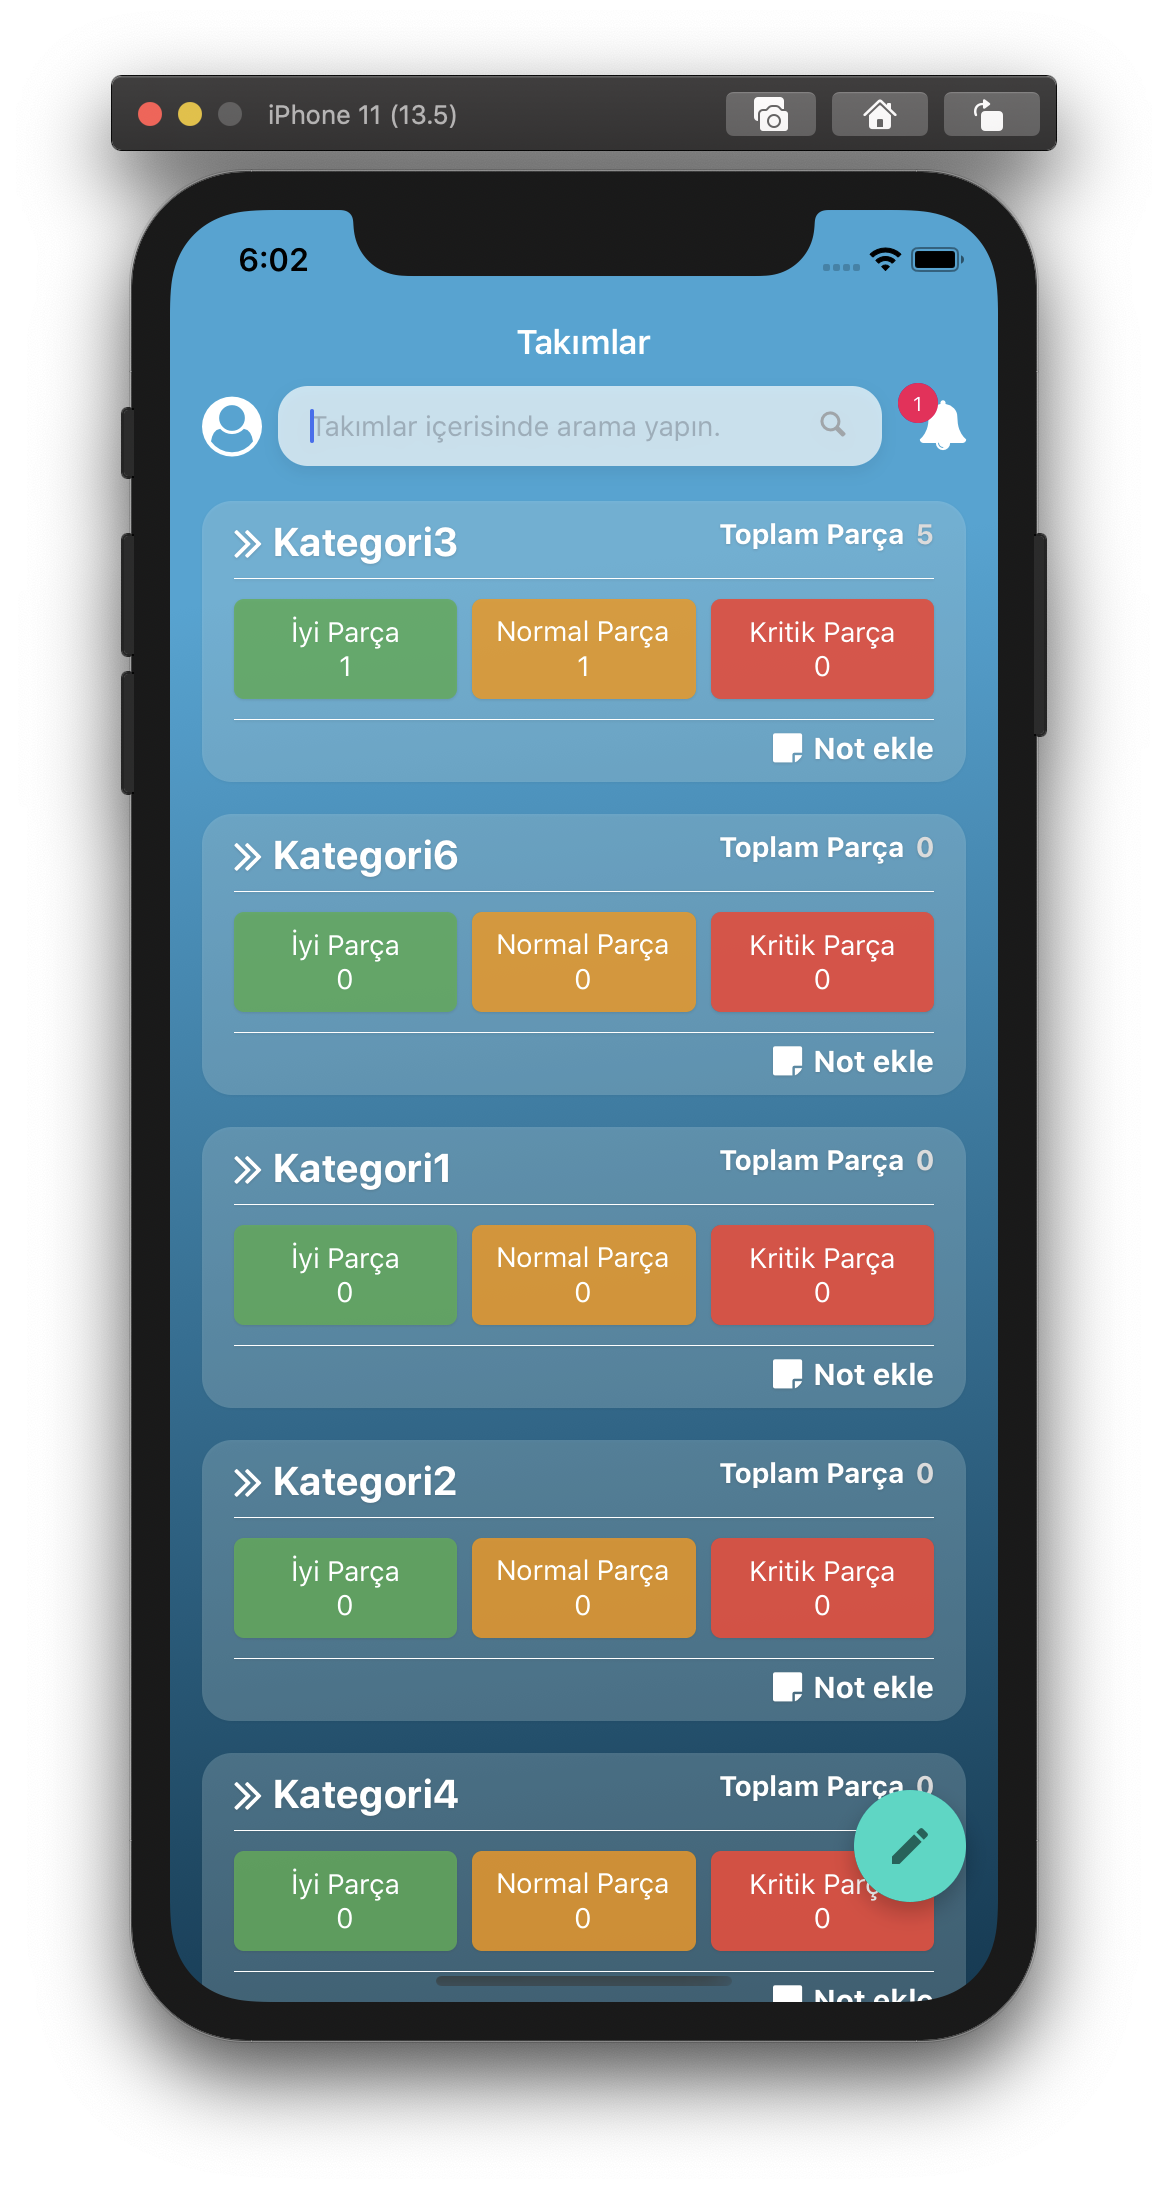 iPhone 11 (13.5)
6:02
Takımlar
Takımlar içerisinde arama yapın.
1
Kategori3
Toplam Parça 5
İyi Parça
1
Normal Parça
1
Kritik Parça
0
Not ekle
Kategori6
Toplam Parça 0
İyi Parça
0
Normal Parça
0
Kritik Parça
0
Not ekle
Kategori1
Toplam Parça 0
İyi Parça
0
Normal Parça
0
Kritik Parça
0
Not ekle
Kategori2
Toplam Parça 0
İyi Parça
0
Normal Parça
0
Kritik Parça
0
Not ekle
Kategori4
Toplam Parça 0
İyi Parça
0
Normal Parça
0
Kritik Parça
0
Not ekle